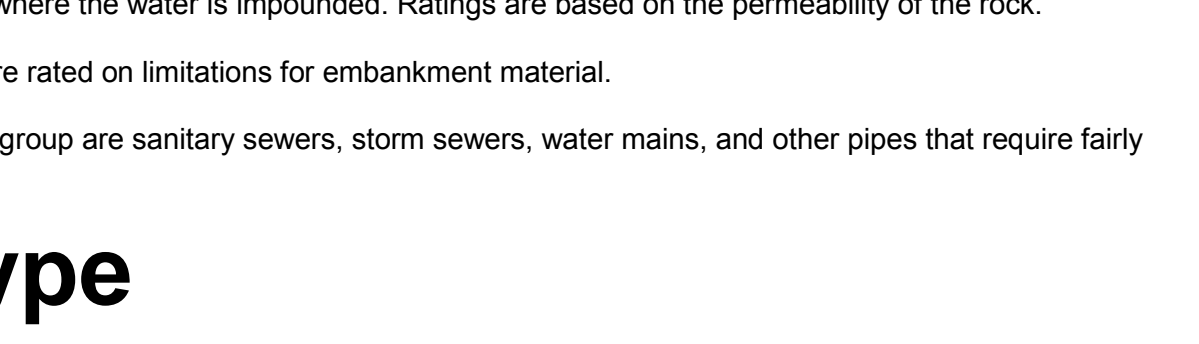 where the water is impounded. Ratings are based on the permeability of the rock.
re rated on limitations for embankment material.
group are sanitary sewers, storm sewers, water mains, and other pipes that require fairly
ype